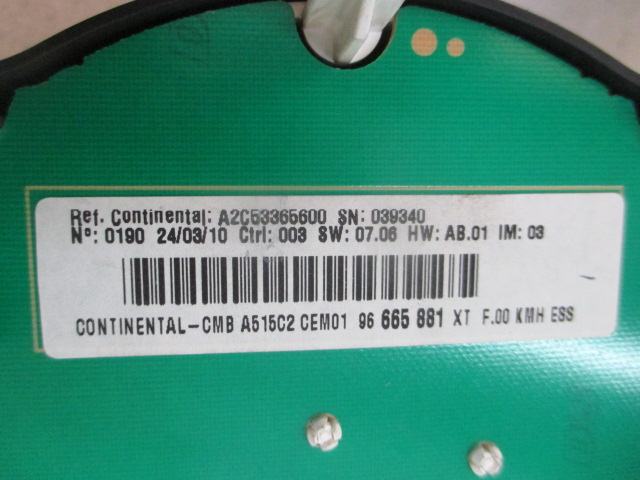 Ref. Continental: A2C53365600 SN: 039340
Nº: 0190 24/03/10 Ctrl: 003 SW: 07.06 HW: AB.01 IM: 03
CONTINENTAL-CMB A515C2 CEM01 96 665 881 XT F.00 KMH ESS